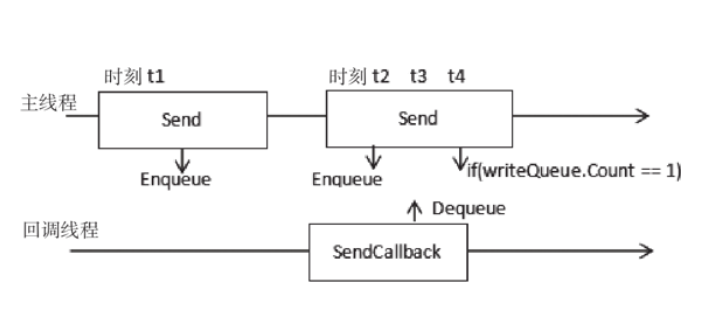 时刻 t1
时刻 t2 t3 t4
主线程
Send
Send
Enqueue
Enqueue
if(writeQueue.Count == 1)
Dequeue
回调线程
SendCallback